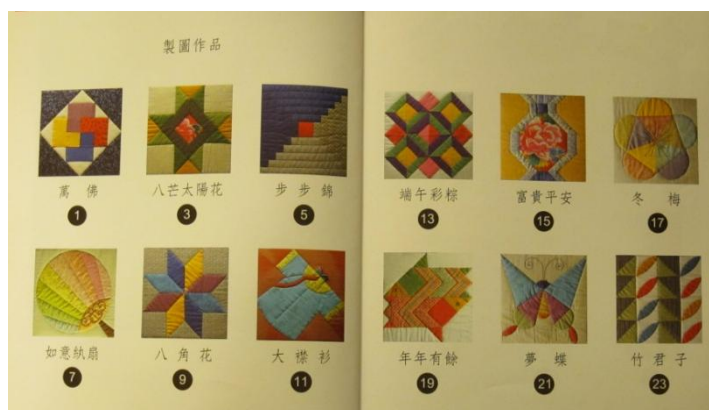 製圖作品
萬佛
八芒太陽花
步步錦
1
3
5
如意紈扇
八角花
大襟衫
7
9
11
端午彩棕
富貴平安
冬梅
13
15
17
年年有餘
夢蝶
竹君子
19
21
23